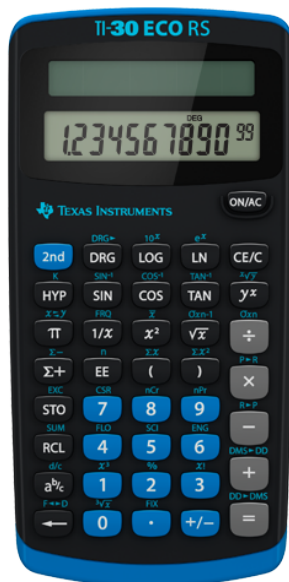 TI-30 ECO RS
DEG
1.234567890 99
TEXAS INSTRUMENTS
ON/AC
DRG► 10ˣ eˣ
2nd DRG LOG LN CE/C
K SIN⁻¹ COS⁻¹ TAN⁻¹ ˣ√y
HYP SIN COS TAN yˣ
x⇄y FRQ x̄ σxn-1 σxn
π 1/x x² √x ÷
Σ− n Σx Σx² P►R
Σ+ EE ( ) ×
EXC CSR nCr nPr R►P
STO 7 8 9 −
SUM FLO SCI ENG DMS►DD
RCL 4 5 6 +
d/c x³ % x! DD►DMS
aᵇ/c 1 2 3 =
F◄►D ³√x FIX
← 0 . +/−